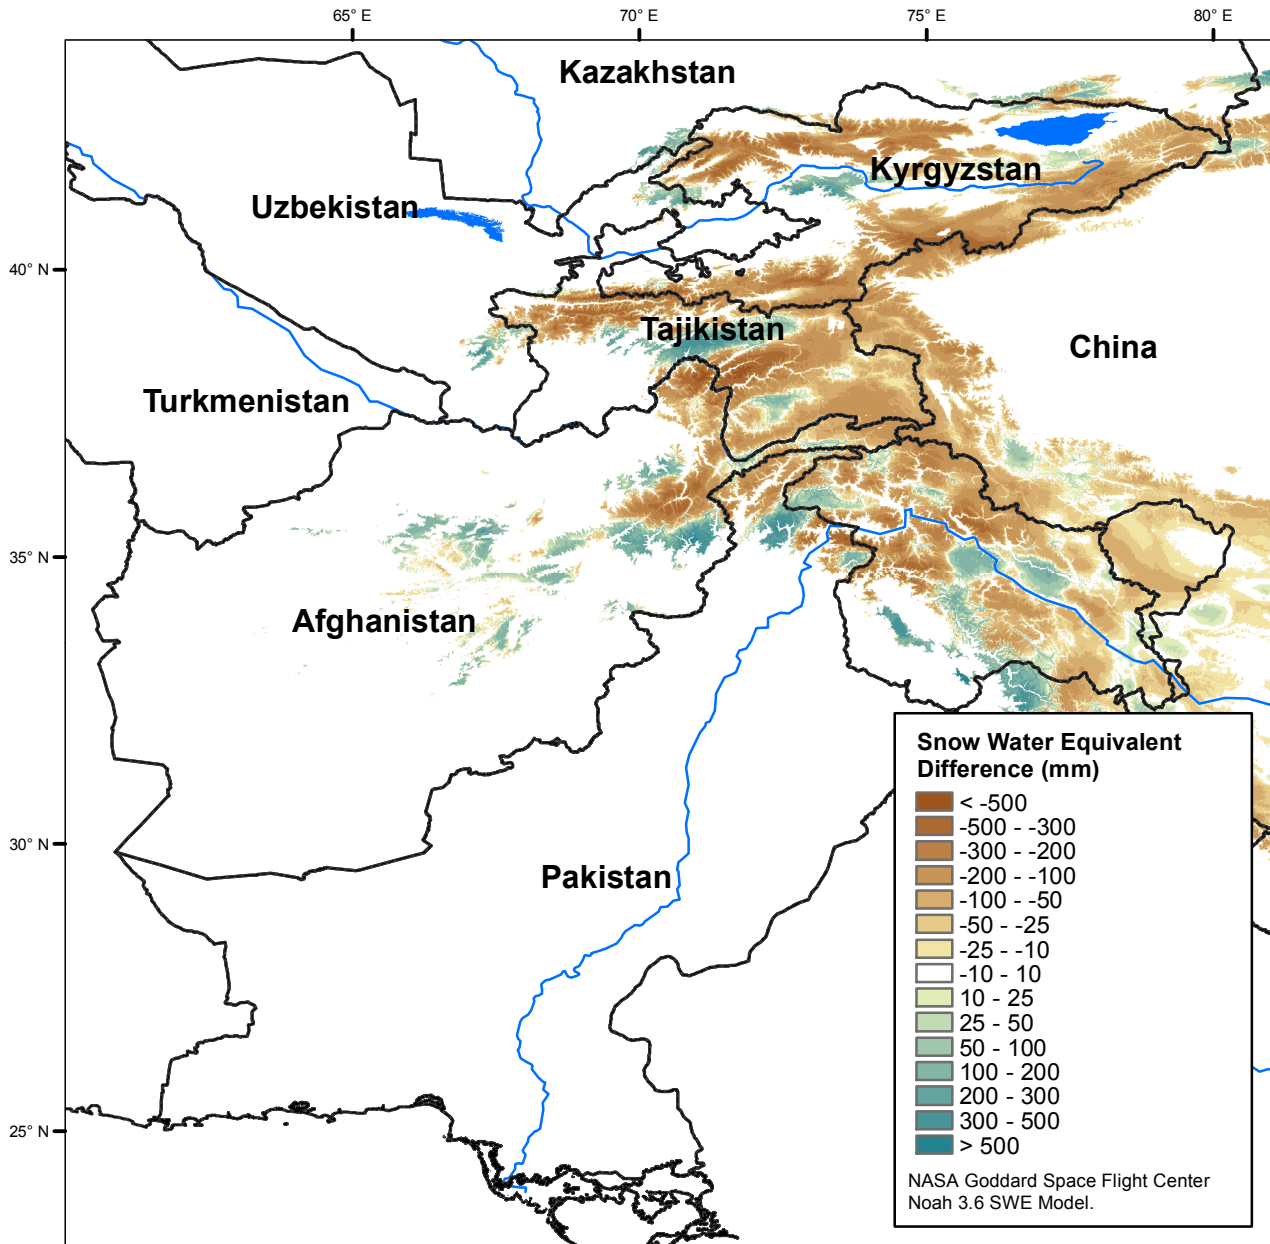 65° E
70° E
75° E
80° E
Kazakhstan
Kyrgyzstan
Uzbekistan
40° N
Tajikistan
China
Turkmenistan
35° N
Afghanistan
30° N
Pakistan
25° N
Snow Water Equivalent
Difference (mm)
< -500
-500 - -300
-300 - -200
-200 - -100
-100 - -50
-50 - -25
-25 - -10
-10 - 10
10 - 25
25 - 50
50 - 100
100 - 200
200 - 300
300 - 500
> 500
NASA Goddard Space Flight Center
Noah 3.6 SWE Model.